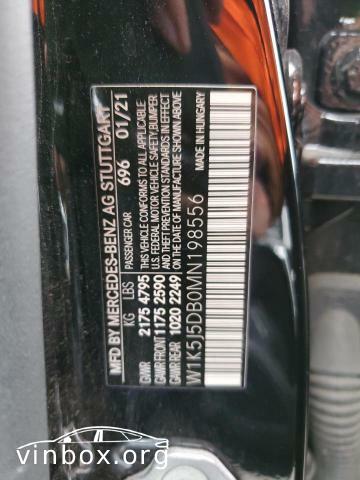 MFD BY MERCEDES-BENZ AG STUTTGART
PASSENGER CAR 696 01/21
KG LBS THIS VEHICLE CONFORMS TO ALL APPLICABLE
GVWR 2175 4795 U.S. FEDERAL MOTOR VEHICLE SAFETY, BUMPER,
GAWR FRONT 1175 2590 AND THEFT PREVENTION STANDARDS IN EFFECT
GAWR REAR 1020 2249 ON THE DATE OF MANUFACTURE SHOWN ABOVE
W1K5J5DB0MN198556 MADE IN HUNGARY
vinbox.org